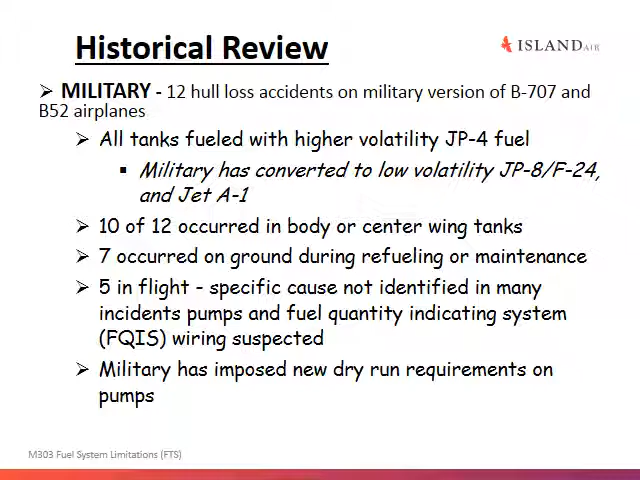 Historical Review
ISLAND AIR
➢ MILITARY - 12 hull loss accidents on military version of B-707 and
B52 airplanes
➢ All tanks fueled with higher volatility JP-4 fuel
▪ Military has converted to low volatility JP-8/F-24,
and Jet A-1
➢ 10 of 12 occurred in body or center wing tanks
➢ 7 occurred on ground during refueling or maintenance
➢ 5 in flight - specific cause not identified in many
incidents pumps and fuel quantity indicating system
(FQIS) wiring suspected
➢ Military has imposed new dry run requirements on
pumps
M303 Fuel System Limitations (FTS)